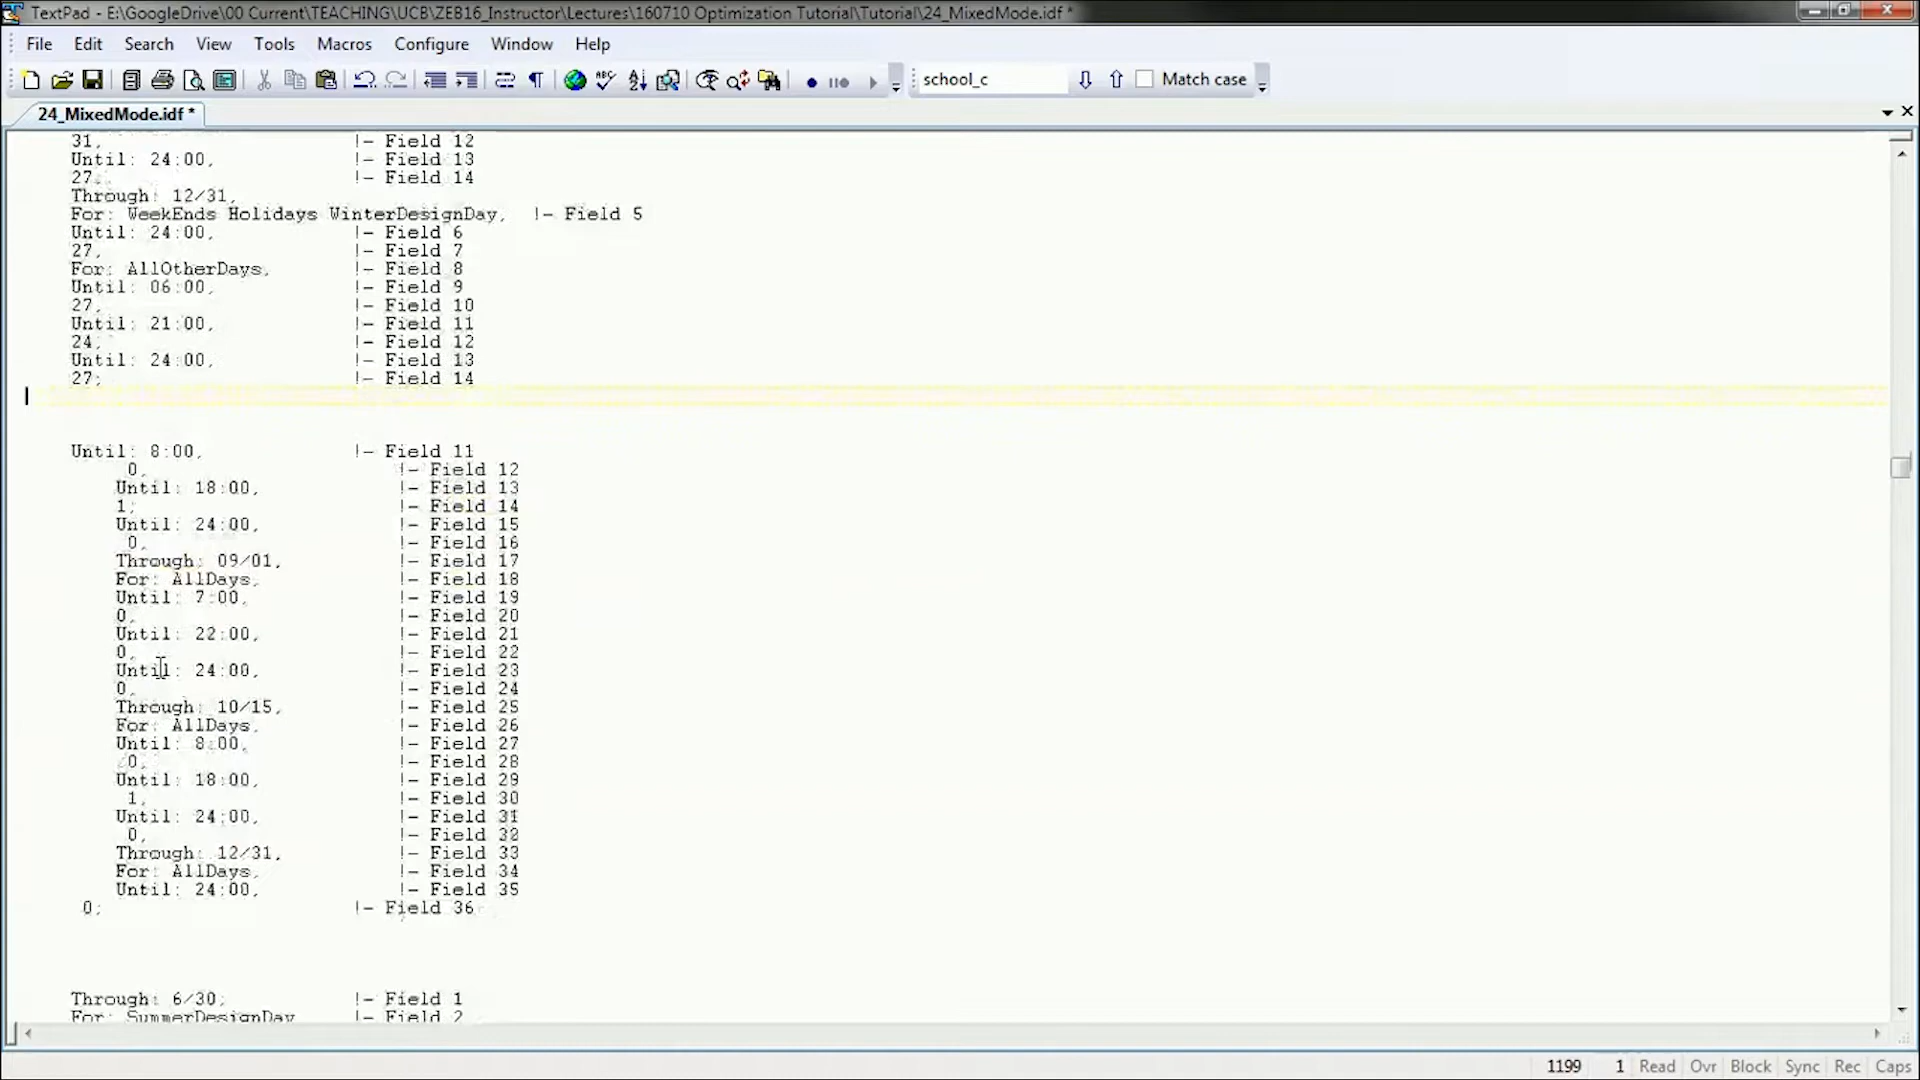 TextPad - E:\GoogleDrive\00 Current\TEACHING\UCB\ZEB16_Instructor\Lectures\160710 Optimization Tutorial\Tutorial\24_MixedMode.idf *
File Edit Search View Tools Macros Configure Window Help
school_c Match case
24_MixedMode.idf *
31, !- Field 12
Until: 24:00, !- Field 13
27, !- Field 14
Through: 12/31,
For: WeekEnds Holidays WinterDesignDay, !- Field 5
Until: 24:00, !- Field 6
27, !- Field 7
For: AllOtherDays, !- Field 8
Until: 06:00, !- Field 9
27, !- Field 10
Until: 21:00, !- Field 11
24, !- Field 12
Until: 24:00, !- Field 13
27; !- Field 14
Until: 8:00, !- Field 11
0, !- Field 12
Until: 18:00, !- Field 13
1; !- Field 14
Until: 24:00, !- Field 15
0, !- Field 16
Through: 09/01, !- Field 17
For: AllDays, !- Field 18
Until: 7:00, !- Field 19
0, !- Field 20
Until: 22:00, !- Field 21
0, !- Field 22
Until: 24:00, !- Field 23
0, !- Field 24
Through: 10/15, !- Field 25
For: AllDays, !- Field 26
Until: 8:00, !- Field 27
0, !- Field 28
Until: 18:00, !- Field 29
1, !- Field 30
Until: 24:00, !- Field 31
0, !- Field 32
Through: 12/31, !- Field 33
For: AllDays, !- Field 34
Until: 24:00, !- Field 35
0; !- Field 36
Through: 6/30; !- Field 1
For: SummerDesignDay !- Field 2
1199 1 Read Ovr Block Sync Rec Caps